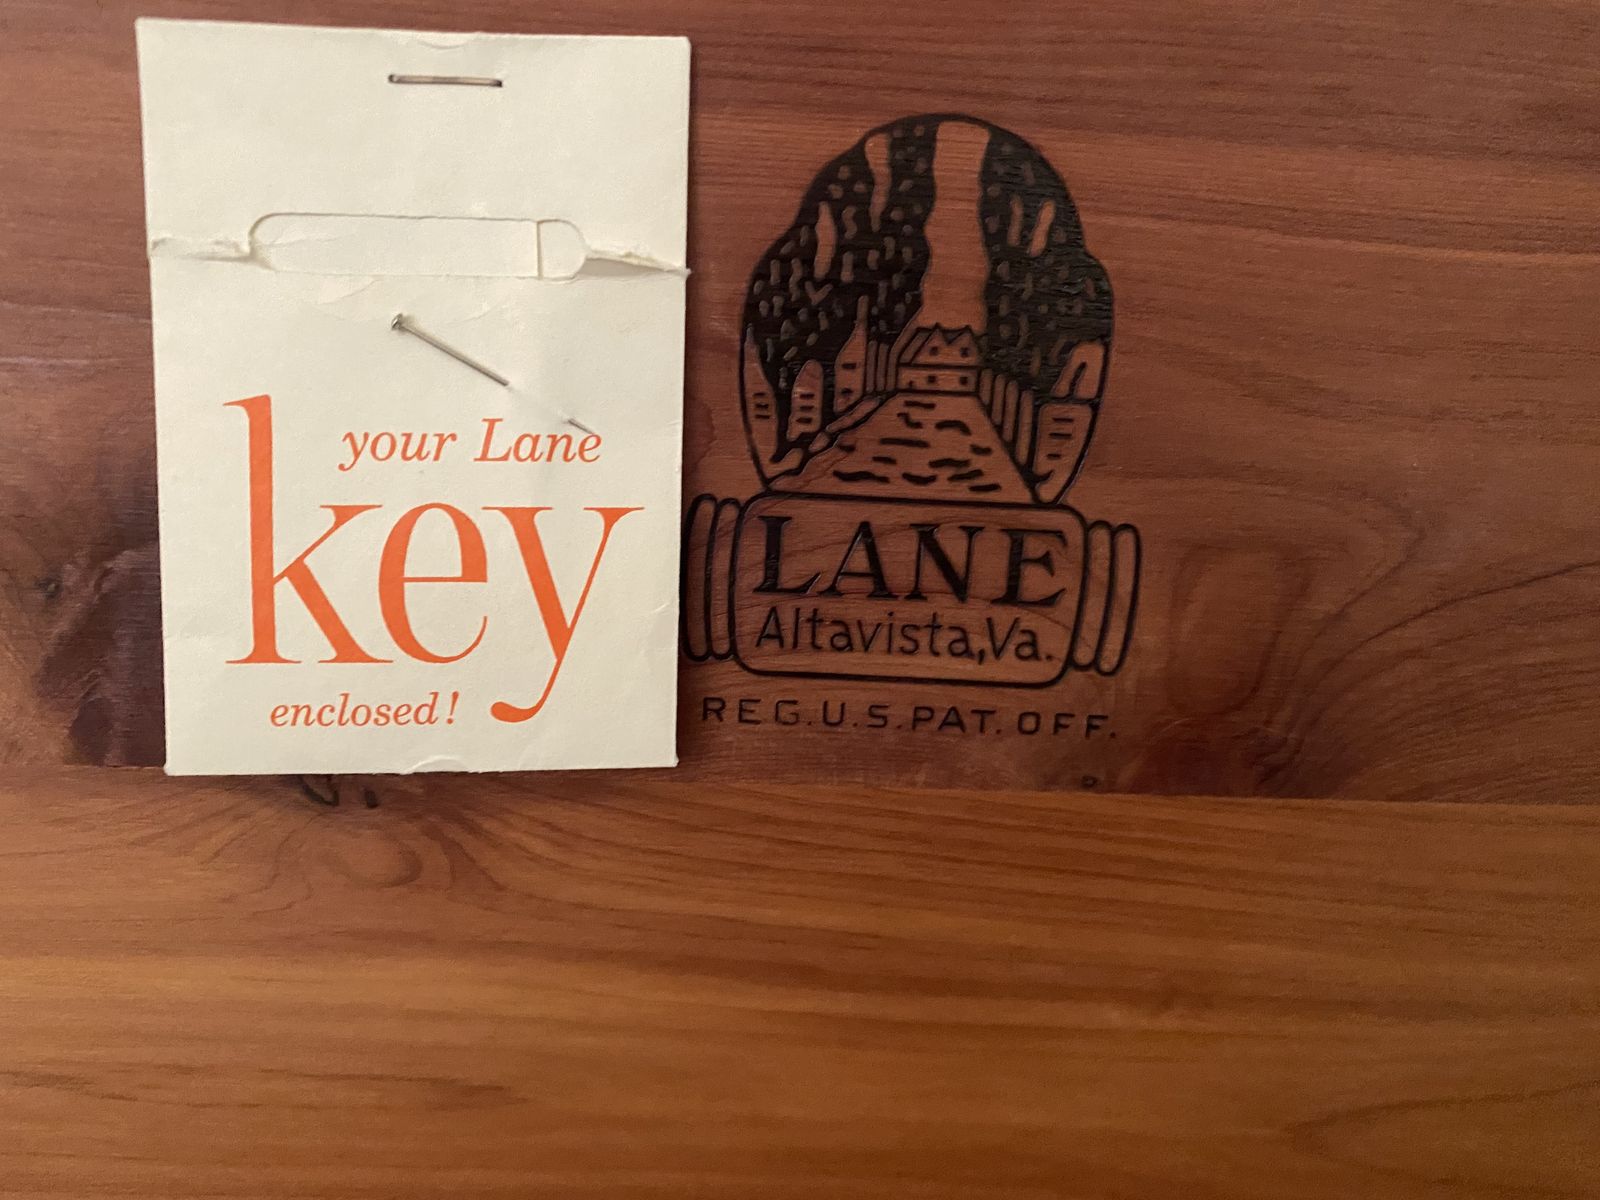 your Lane
key
enclosed!
LANE
Altavista, Va.
REG.U.S.PAT.OFF.